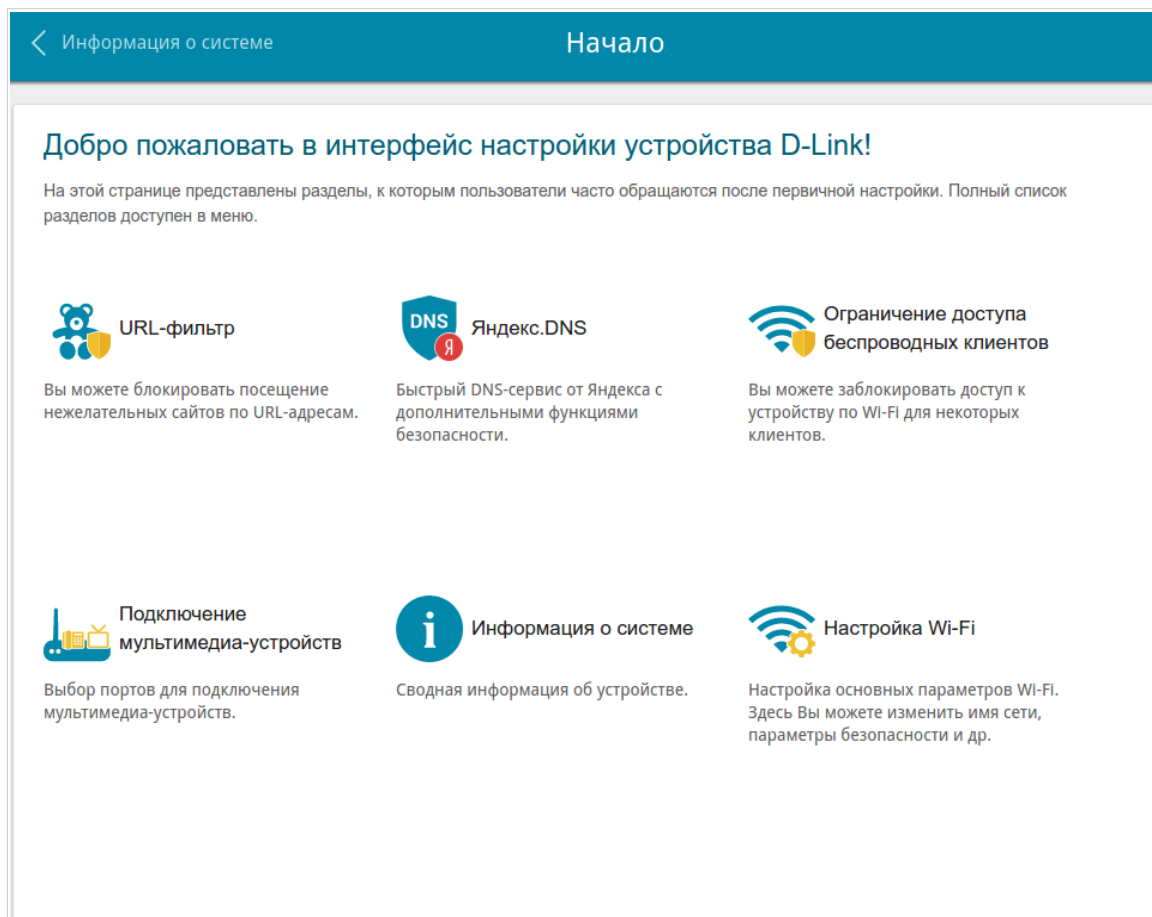 Информация о системе
Начало
Добро пожаловать в интерфейс настройки устройства D-Link!
На этой странице представлены разделы, к которым пользователи часто обращаются после первичной настройки. Полный список
разделов доступен в меню.
URL-фильтр
Вы можете блокировать посещение
нежелательных сайтов по URL-адресам.
DNS
Я
Яндекс.DNS
Быстрый DNS-сервис от Яндекса с
дополнительными функциями
безопасности.
Ограничение доступа
беспроводных клиентов
Вы можете заблокировать доступ к
устройству по Wi-Fi для некоторых
клиентов.
Подключение
мультимедиа-устройств
Выбор портов для подключения
мультимедиа-устройств.
i
Информация о системе
Сводная информация об устройстве.
Настройка Wi-Fi
Настройка основных параметров Wi-Fi.
Здесь Вы можете изменить имя сети,
параметры безопасности и др.